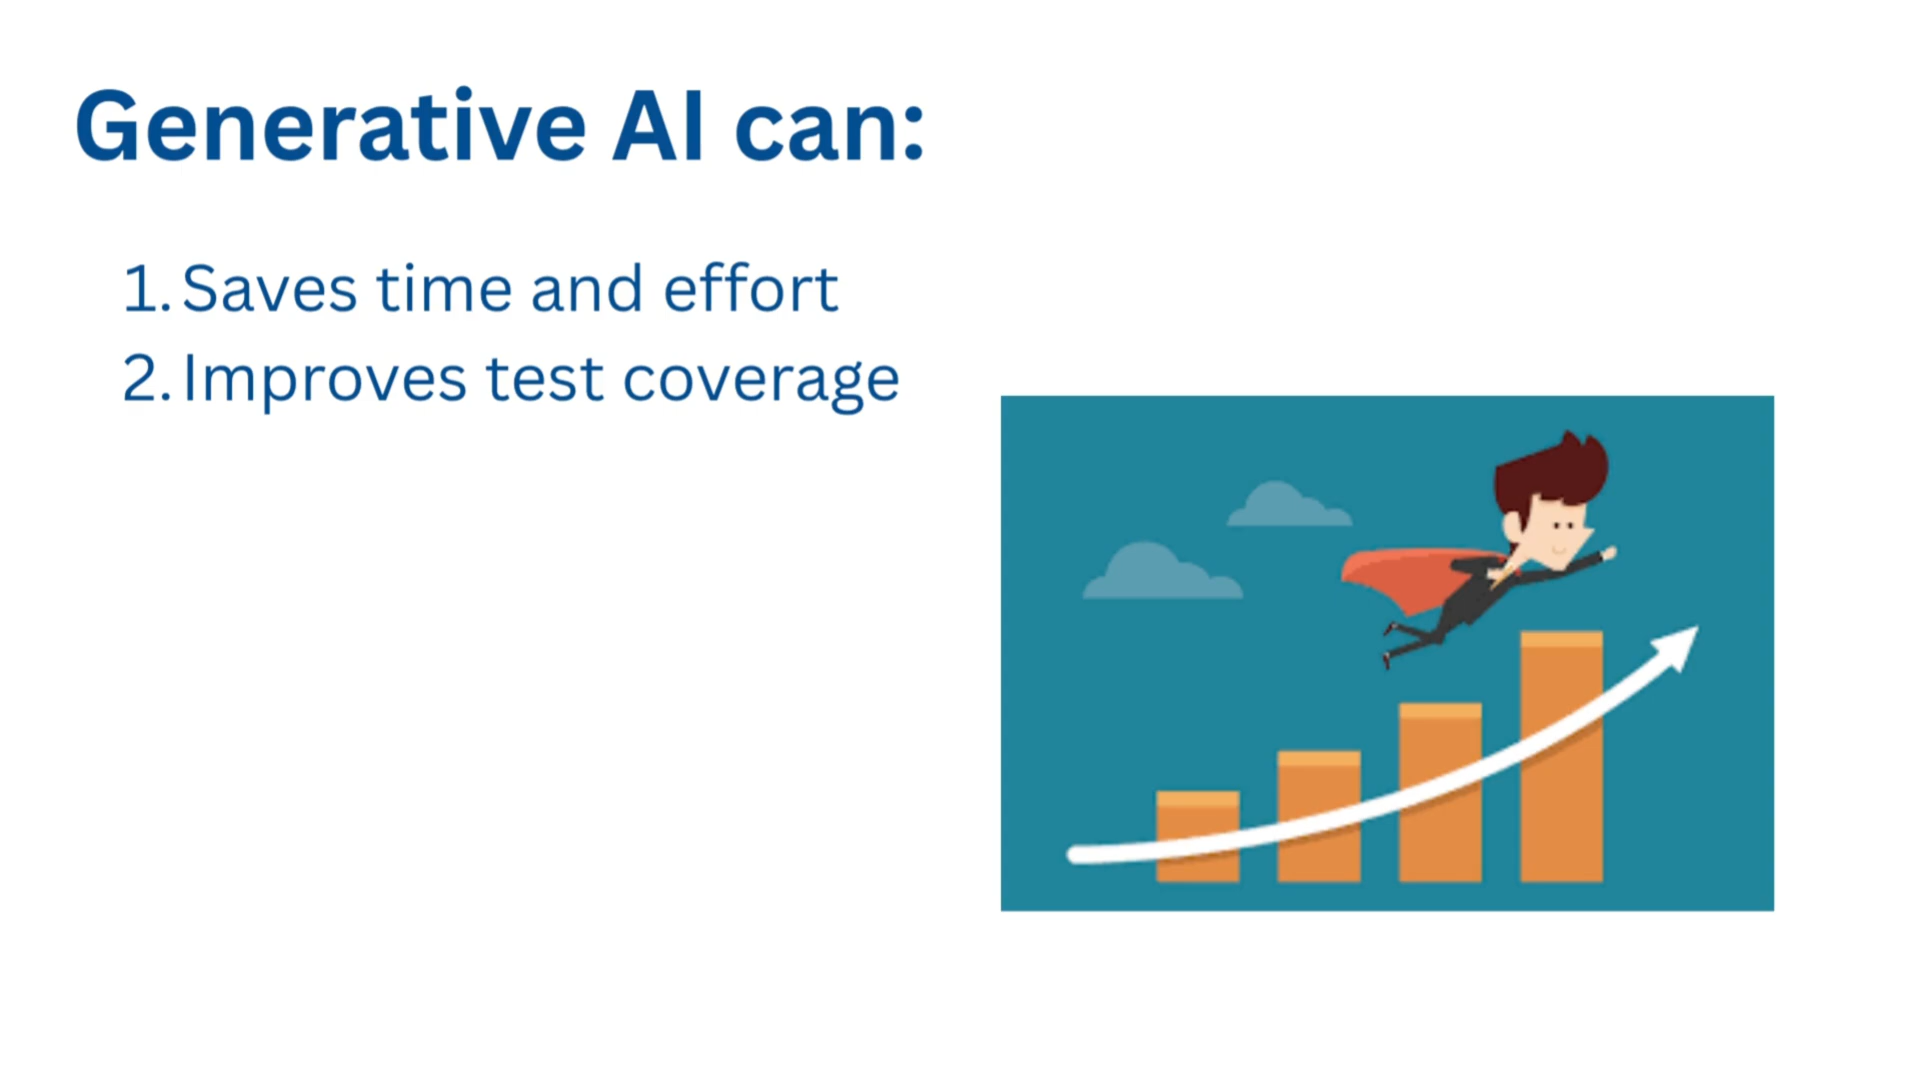 Generative AI can:
1. Saves time and effort
2. Improves test coverage